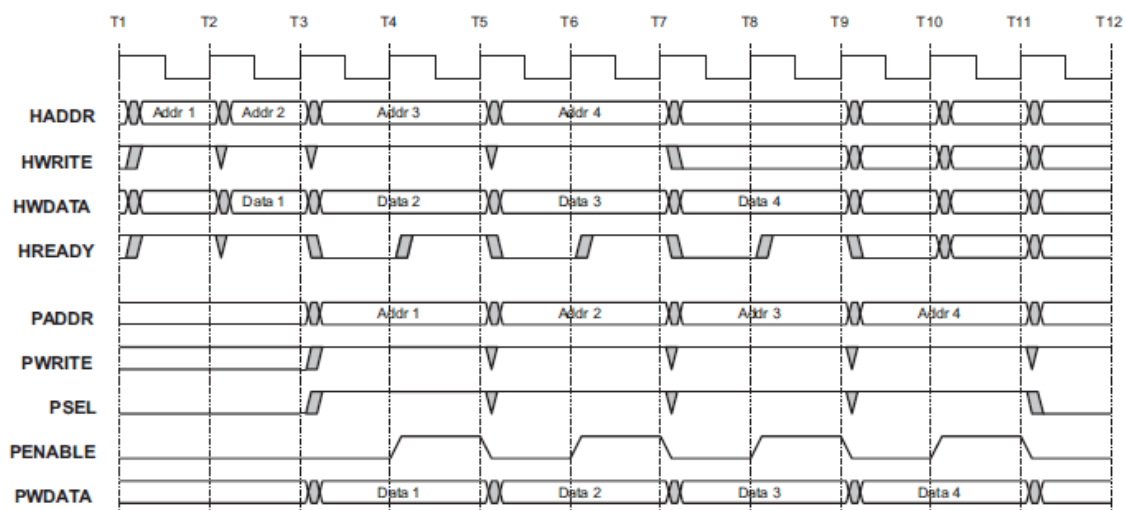 T1 T2 T3 T4 T5 T6 T7 T8 T9 T10 T11 T12
HADDR Addr 1 Addr 2 Addr 3 Addr 4
HWRITE
HWDATA Data 1 Data 2 Data 3 Data 4
HREADY
PADDR Addr 1 Addr 2 Addr 3 Addr 4
PWRITE
PSEL
PENABLE
PWDATA Data 1 Data 2 Data 3 Data 4